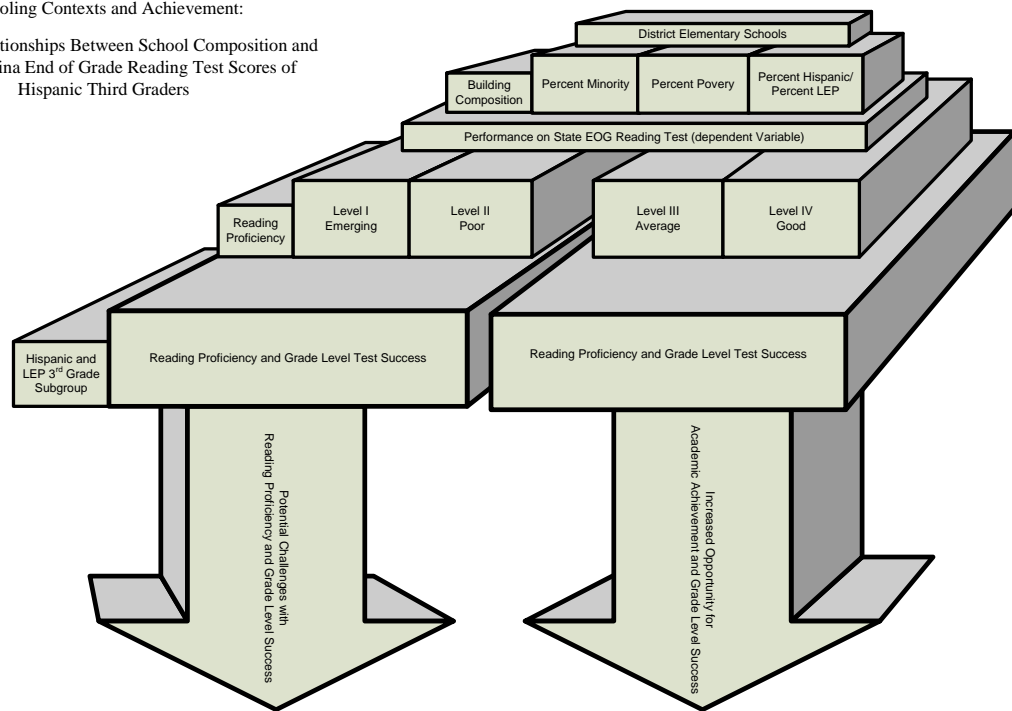 oling Contexts and Achievement:
tionships Between School Composition and
ina End of Grade Reading Test Scores of
Hispanic Third Graders
District Elementary Schools
Building
Composition
Percent Minority
Percent Povery
Percent Hispanic/
Percent LEP
Performance on State EOG Reading Test (dependent Variable)
Reading
Proficiency
Level I
Emerging
Level II
Poor
Level III
Average
Level IV
Good
Hispanic and
LEP 3rd Grade
Subgroup
Reading Proficiency and Grade Level Test Success
Reading Proficiency and Grade Level Test Success
Potential Challenges with
Reading Proficiency and Grade Level Success
Increased Opportunity for
Academic Achievement and Grade Level Success